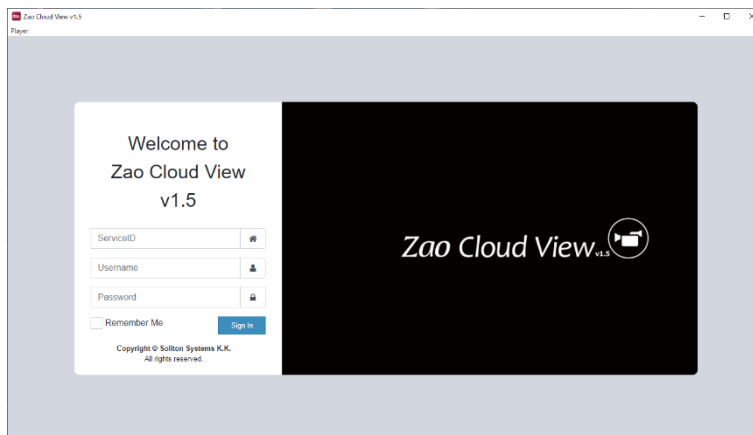 Zao Cloud View v1.5
Player
Welcome to
Zao Cloud View
v1.5
ServiceID
Username
Password
Remember Me
Sign In
Copyright © Soliton Systems K.K.
All rights reserved.
Zao Cloud View v1.5